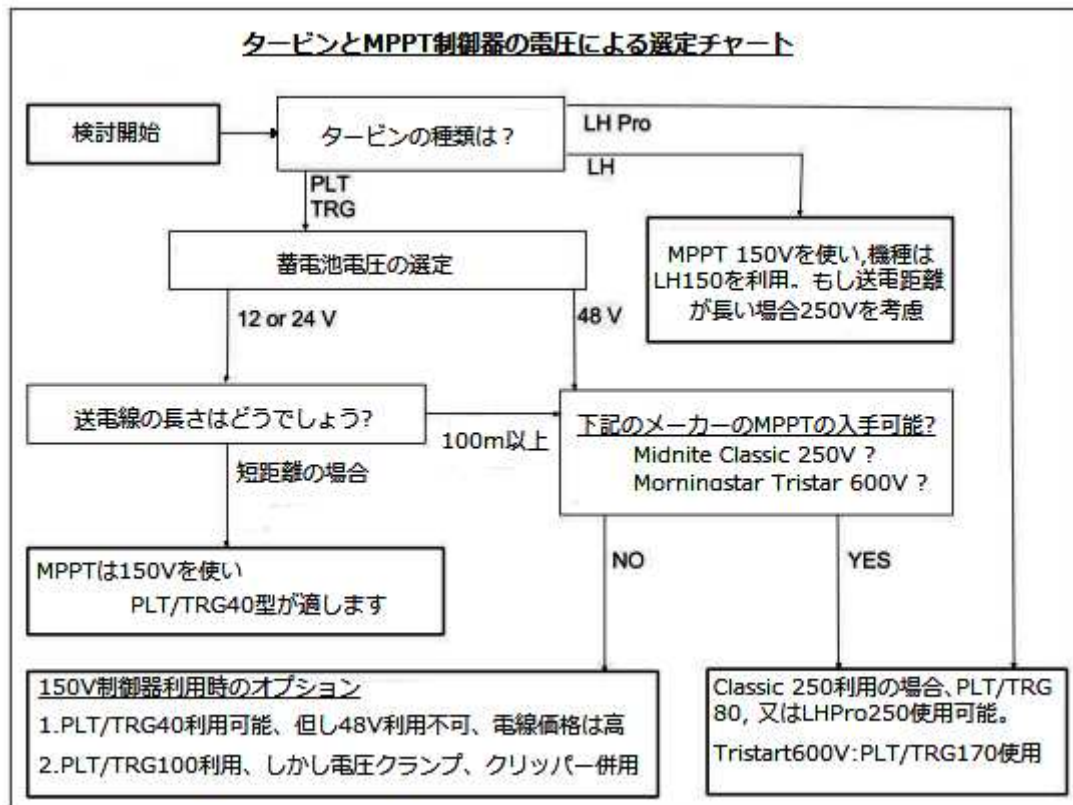 タービンとMPPT制御器の電圧による選定チャート
検討開始
タービンの種類は？
LH Pro
LH
PLT
TRG
蓄電池電圧の選定
MPPT 150Vを使い,機種は
LH150を利用。もし送電距離
が長い場合250Vを考慮
12 or 24 V
48 V
送電線の長さはどうでしょう?
100m以上
下記のメーカーのMPPTの入手可能?
Midnite Classic 250V ?
Morningstar Tristar 600V ?
短距離の場合
NO
YES
MPPTは150Vを使い
PLT/TRG40型が適します
150V制御器利用時のオプション
1.PLT/TRG40利用可能、但し48V利用不可、電線価格は高
2.PLT/TRG100利用、しかし電圧クランプ、クリッパー併用
Classic 250利用の場合、PLT/TRG
80, 又はLHPro250使用可能。
Tristart600V:PLT/TRG170使用